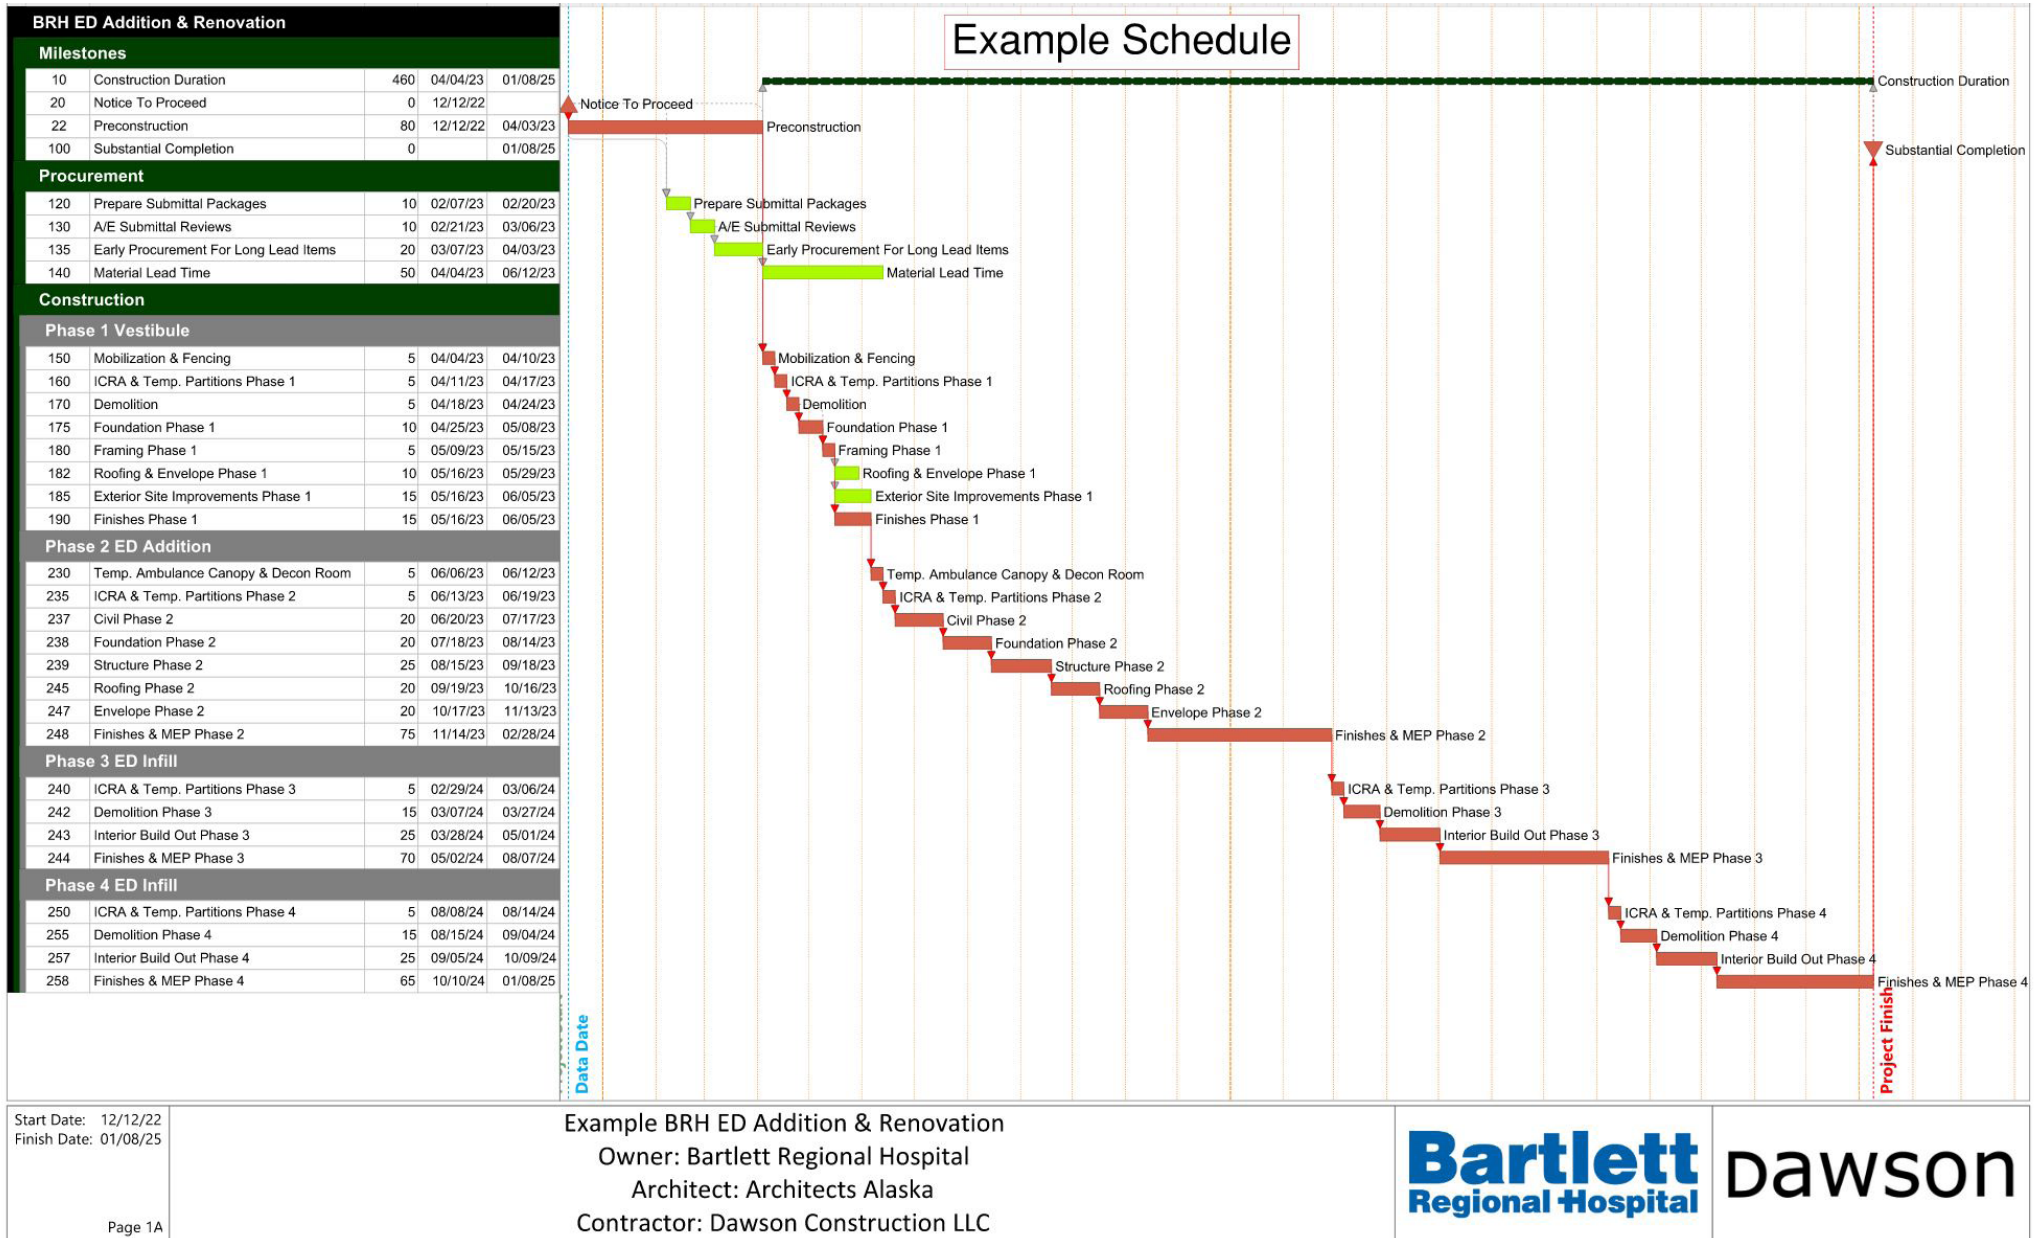 BRH ED Addition & Renovation
Example Schedule
Milestones
10 Construction Duration 460 04/04/23 01/08/25 Construction Duration
20 Notice To Proceed 0 12/12/22 Notice To Proceed
22 Preconstruction 80 12/12/22 04/03/23 Preconstruction
100 Substantial Completion 0 01/08/25 Substantial Completion
Procurement
120 Prepare Submittal Packages 10 02/07/23 02/20/23 Prepare Submittal Packages
130 A/E Submittal Reviews 10 02/21/23 03/06/23 A/E Submittal Reviews
135 Early Procurement For Long Lead Items 20 03/07/23 04/03/23 Early Procurement For Long Lead Items
140 Material Lead Time 50 04/04/23 06/12/23 Material Lead Time
Construction
Phase 1 Vestibule
150 Mobilization & Fencing 5 04/04/23 04/10/23 Mobilization & Fencing
160 ICRA & Temp. Partitions Phase 1 5 04/11/23 04/17/23 ICRA & Temp. Partitions Phase 1
170 Demolition 5 04/18/23 04/24/23 Demolition
175 Foundation Phase 1 10 04/25/23 05/08/23 Foundation Phase 1
180 Framing Phase 1 5 05/09/23 05/15/23 Framing Phase 1
182 Roofing & Envelope Phase 1 10 05/16/23 05/29/23 Roofing & Envelope Phase 1
185 Exterior Site Improvements Phase 1 15 05/16/23 06/05/23 Exterior Site Improvements Phase 1
190 Finishes Phase 1 15 05/16/23 06/05/23 Finishes Phase 1
Phase 2 ED Addition
230 Temp. Ambulance Canopy & Decon Room 5 06/06/23 06/12/23 Temp. Ambulance Canopy & Decon Room
235 ICRA & Temp. Partitions Phase 2 5 06/13/23 06/19/23 ICRA & Temp. Partitions Phase 2
237 Civil Phase 2 20 06/20/23 07/17/23 Civil Phase 2
238 Foundation Phase 2 20 07/18/23 08/14/23 Foundation Phase 2
239 Structure Phase 2 25 08/15/23 09/18/23 Structure Phase 2
245 Roofing Phase 2 20 09/19/23 10/16/23 Roofing Phase 2
247 Envelope Phase 2 20 10/17/23 11/13/23 Envelope Phase 2
248 Finishes & MEP Phase 2 75 11/14/23 02/28/24 Finishes & MEP Phase 2
Phase 3 ED Infill
240 ICRA & Temp. Partitions Phase 3 5 02/29/24 03/06/24 ICRA & Temp. Partitions Phase 3
242 Demolition Phase 3 15 03/07/24 03/27/24 Demolition Phase 3
243 Interior Build Out Phase 3 25 03/28/24 05/01/24 Interior Build Out Phase 3
244 Finishes & MEP Phase 3 70 05/02/24 08/07/24 Finishes & MEP Phase 3
Phase 4 ED Infill
250 ICRA & Temp. Partitions Phase 4 5 08/08/24 08/14/24 ICRA & Temp. Partitions Phase 4
255 Demolition Phase 4 15 08/15/24 09/04/24 Demolition Phase 4
257 Interior Build Out Phase 4 25 09/05/24 10/09/24 Interior Build Out Phase 4
258 Finishes & MEP Phase 4 65 10/10/24 01/08/25 Finishes & MEP Phase 4
Data Date
Project Finish
Start Date: 12/12/22
Finish Date: 01/08/25
Page 1A
Example BRH ED Addition & Renovation
Owner: Bartlett Regional Hospital
Architect: Architects Alaska
Contractor: Dawson Construction LLC
Bartlett
Regional Hospital
Dawson